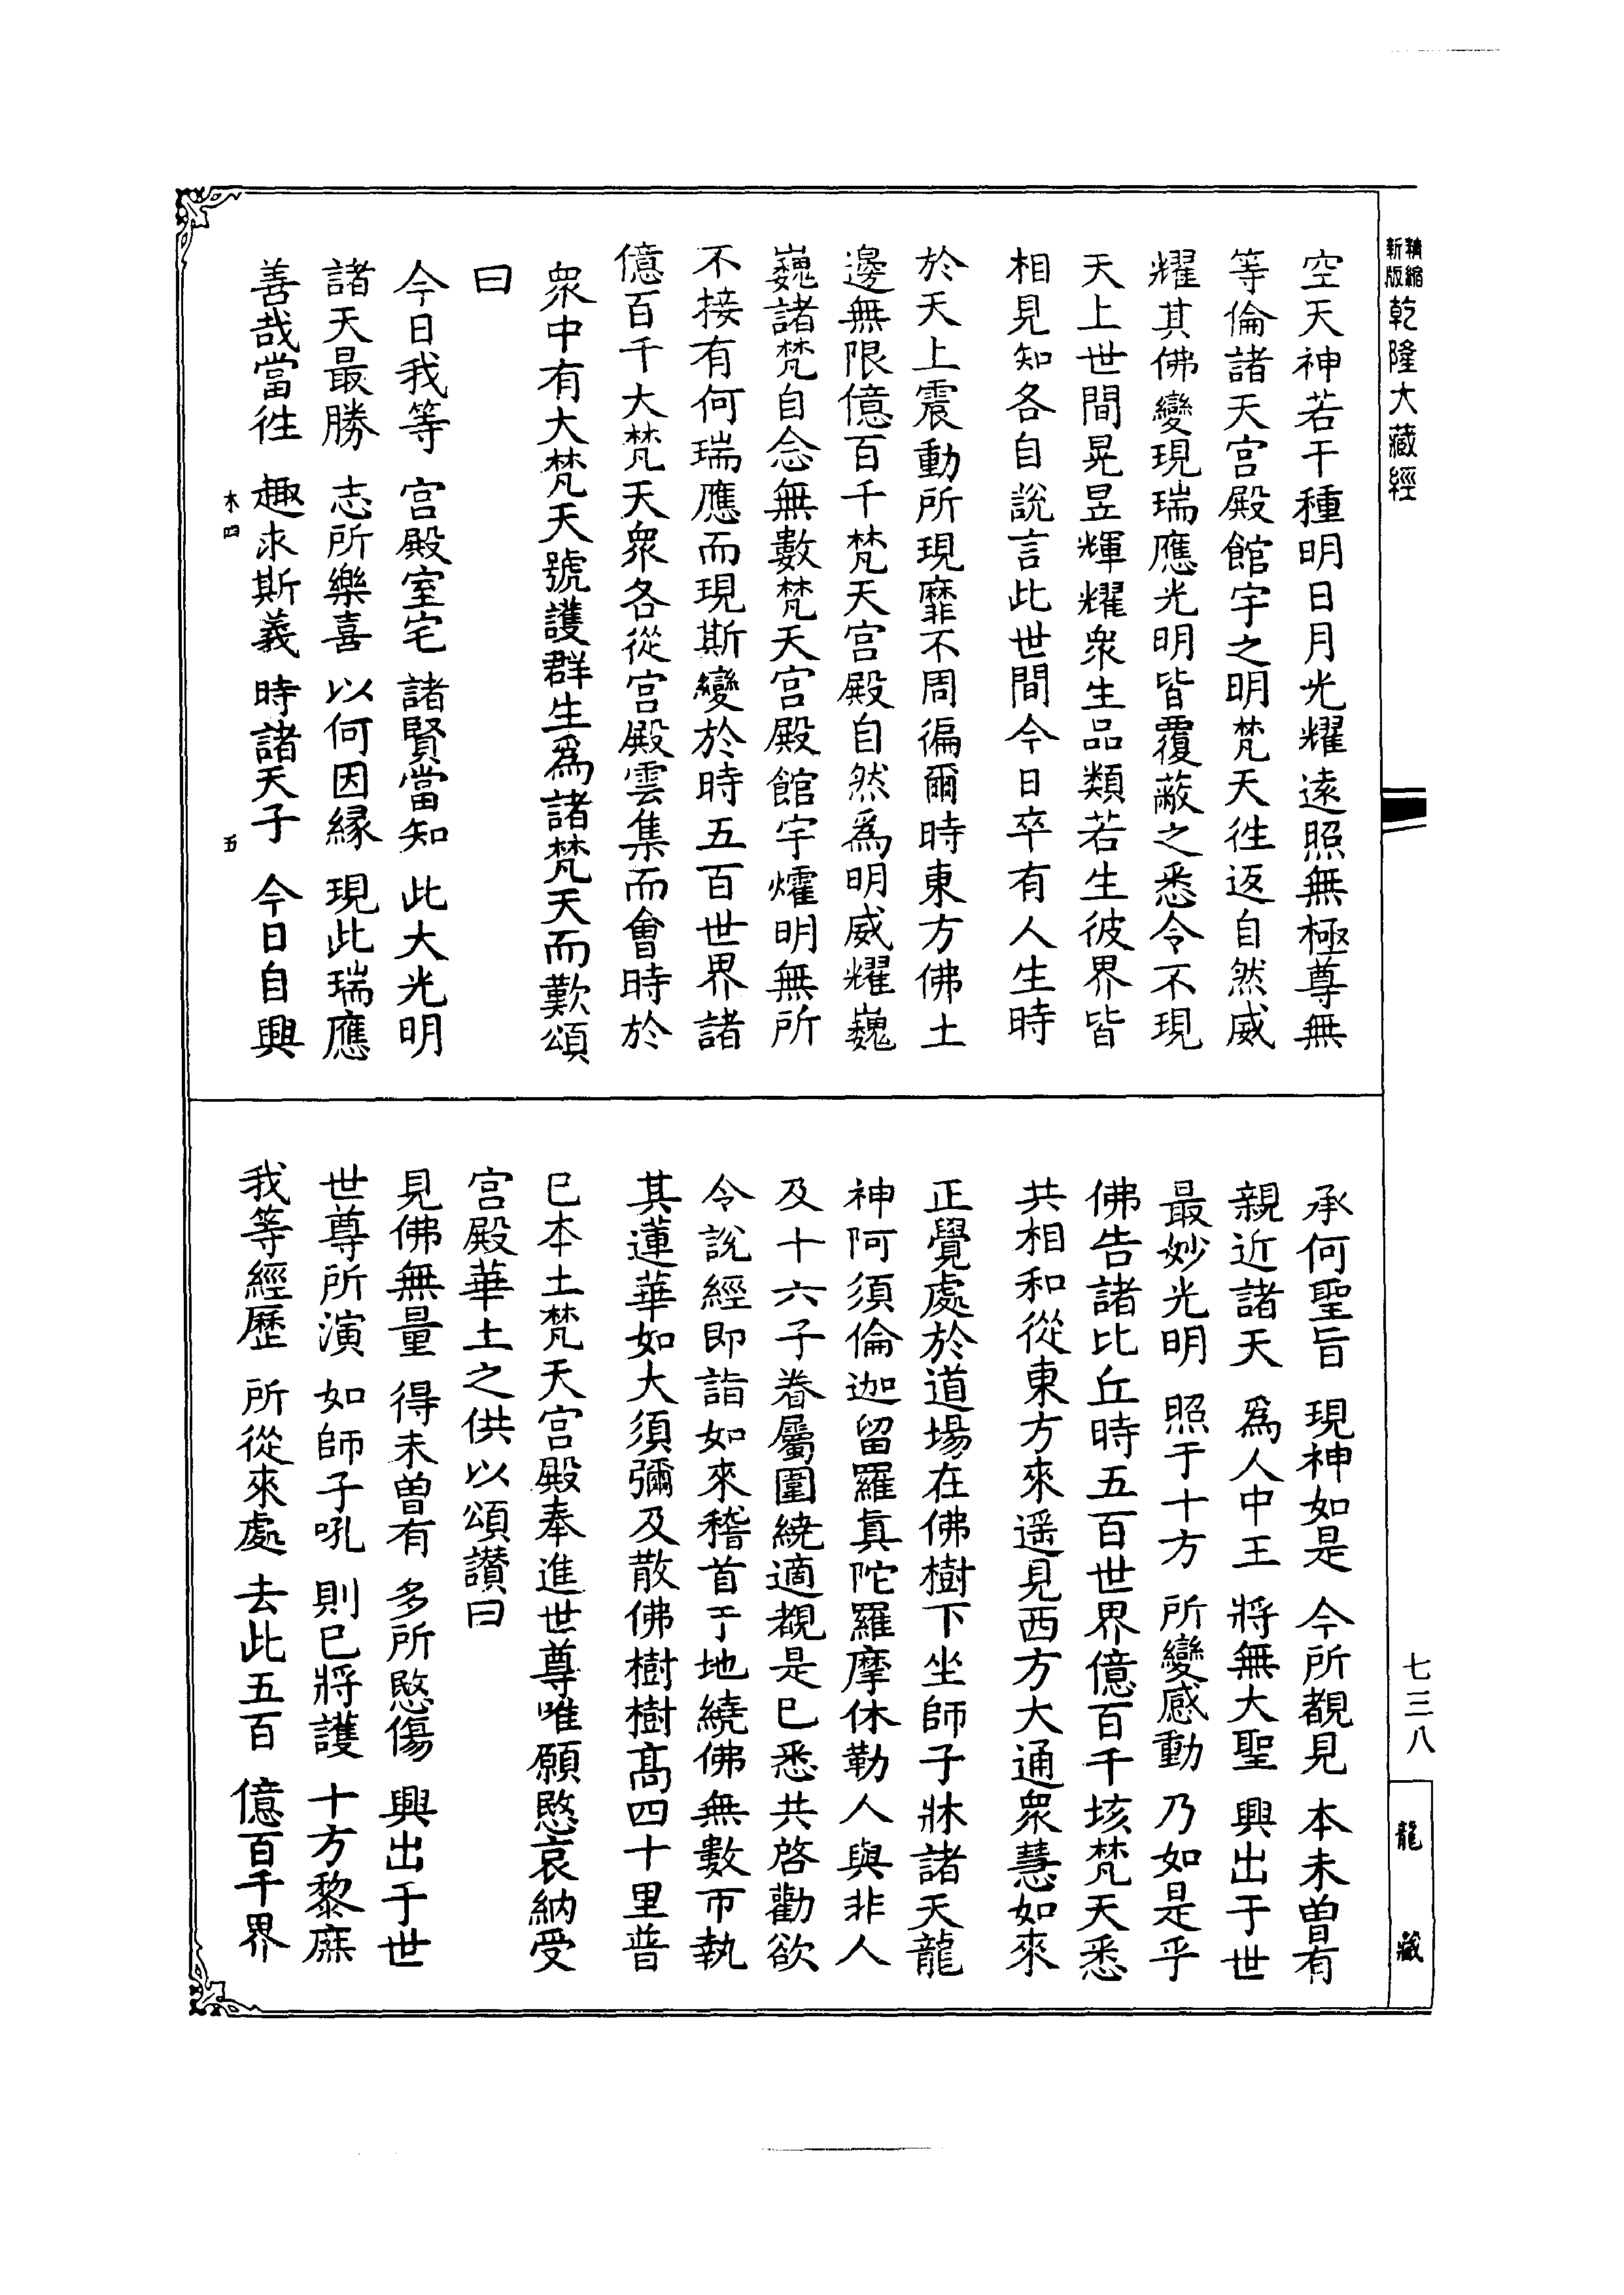 精縮新版乾隆大藏經
空天神若干種明日月光耀遠照無極尊無
等倫諸天宮殿館宇之明梵天徃返自然威
耀其佛變現瑞應光明皆覆蔽之悉令不現
天上世間晃昱輝耀衆生品類若生彼界皆
相見知各自說言此世間今日卒有人生時
於天上震動所現靡不周徧爾時東方佛土
邊無限億百千梵天宮殿自然爲明威耀巍
巍諸梵自念無數梵天宮殿館宇爟明無所
不接有何瑞應而現斯變於時五百世界諸
億百千大梵天衆各從宮殿雲集而會時於
衆中有大梵天號護群生爲諸梵天而歎頌
曰
今日我等 宮殿室宅 諸賢當知 此大光明
諸天最勝 志所樂喜 以何因緣 現此瑞應
善哉當徃 趣求斯義 時諸天子 今日自興
木四 五
承何聖旨 現神如是 今所覩見 本未曾有
親近諸天 爲人中王 將無大聖 興出于世
最妙光明 照于十方 所變感動 乃如是乎
佛告諸比丘時五百世界億百千垓梵天悉
共相和從東方來遥見西方大通衆慧如來
正覺處於道場在佛樹下坐師子牀諸天龍
神阿須倫迦留羅眞陀羅摩休勒人與非人
及十六子眷屬圍繞適覩是已悉共啓勸欲
令說經即詣如來稽首于地繞佛無數帀執
其蓮華如大須彌及散佛樹樹高四十里普
已本土梵天宮殿奉進世尊唯願愍哀納受
宮殿華土之供以頌讚曰
見佛無量 得未曾有 多所愍傷 興出于世
世尊所演 如師子吼 則已將護 十方黎庶
我等經歷 所從來處 去此五百 億百千界
七三八
龍藏